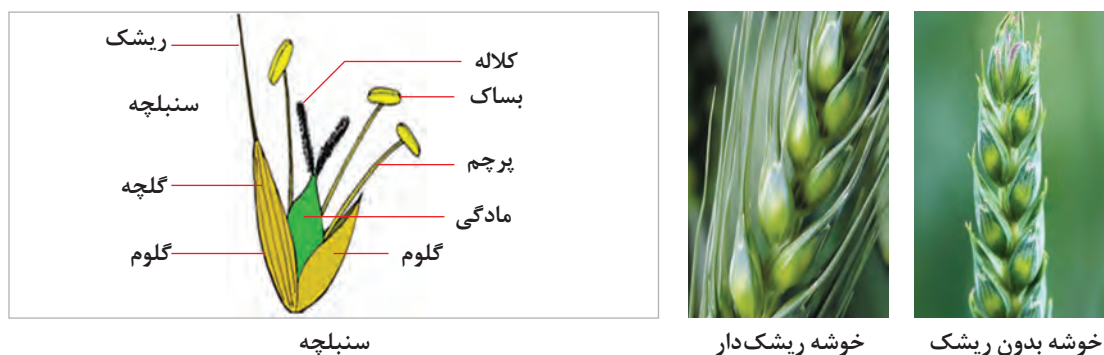 ریشک
کلاله
سنبلچه
بساک
پرچم
گلچه
مادگی
گلوم
گلوم
سنبلچه
خوشه ریشک‌دار
خوشه بدون ریشک